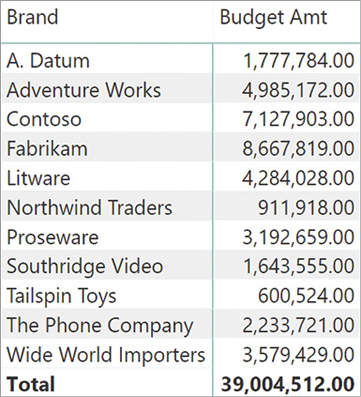 Brand Budget Amt
A. Datum 1,777,784.00
Adventure Works 4,985,172.00
Contoso 7,127,903.00
Fabrikam 8,667,819.00
Litware 4,284,028.00
Northwind Traders 911,918.00
Proseware 3,192,659.00
Southridge Video 1,643,555.00
Tailspin Toys 600,524.00
The Phone Company 2,233,721.00
Wide World Importers 3,579,429.00
Total 39,004,512.00